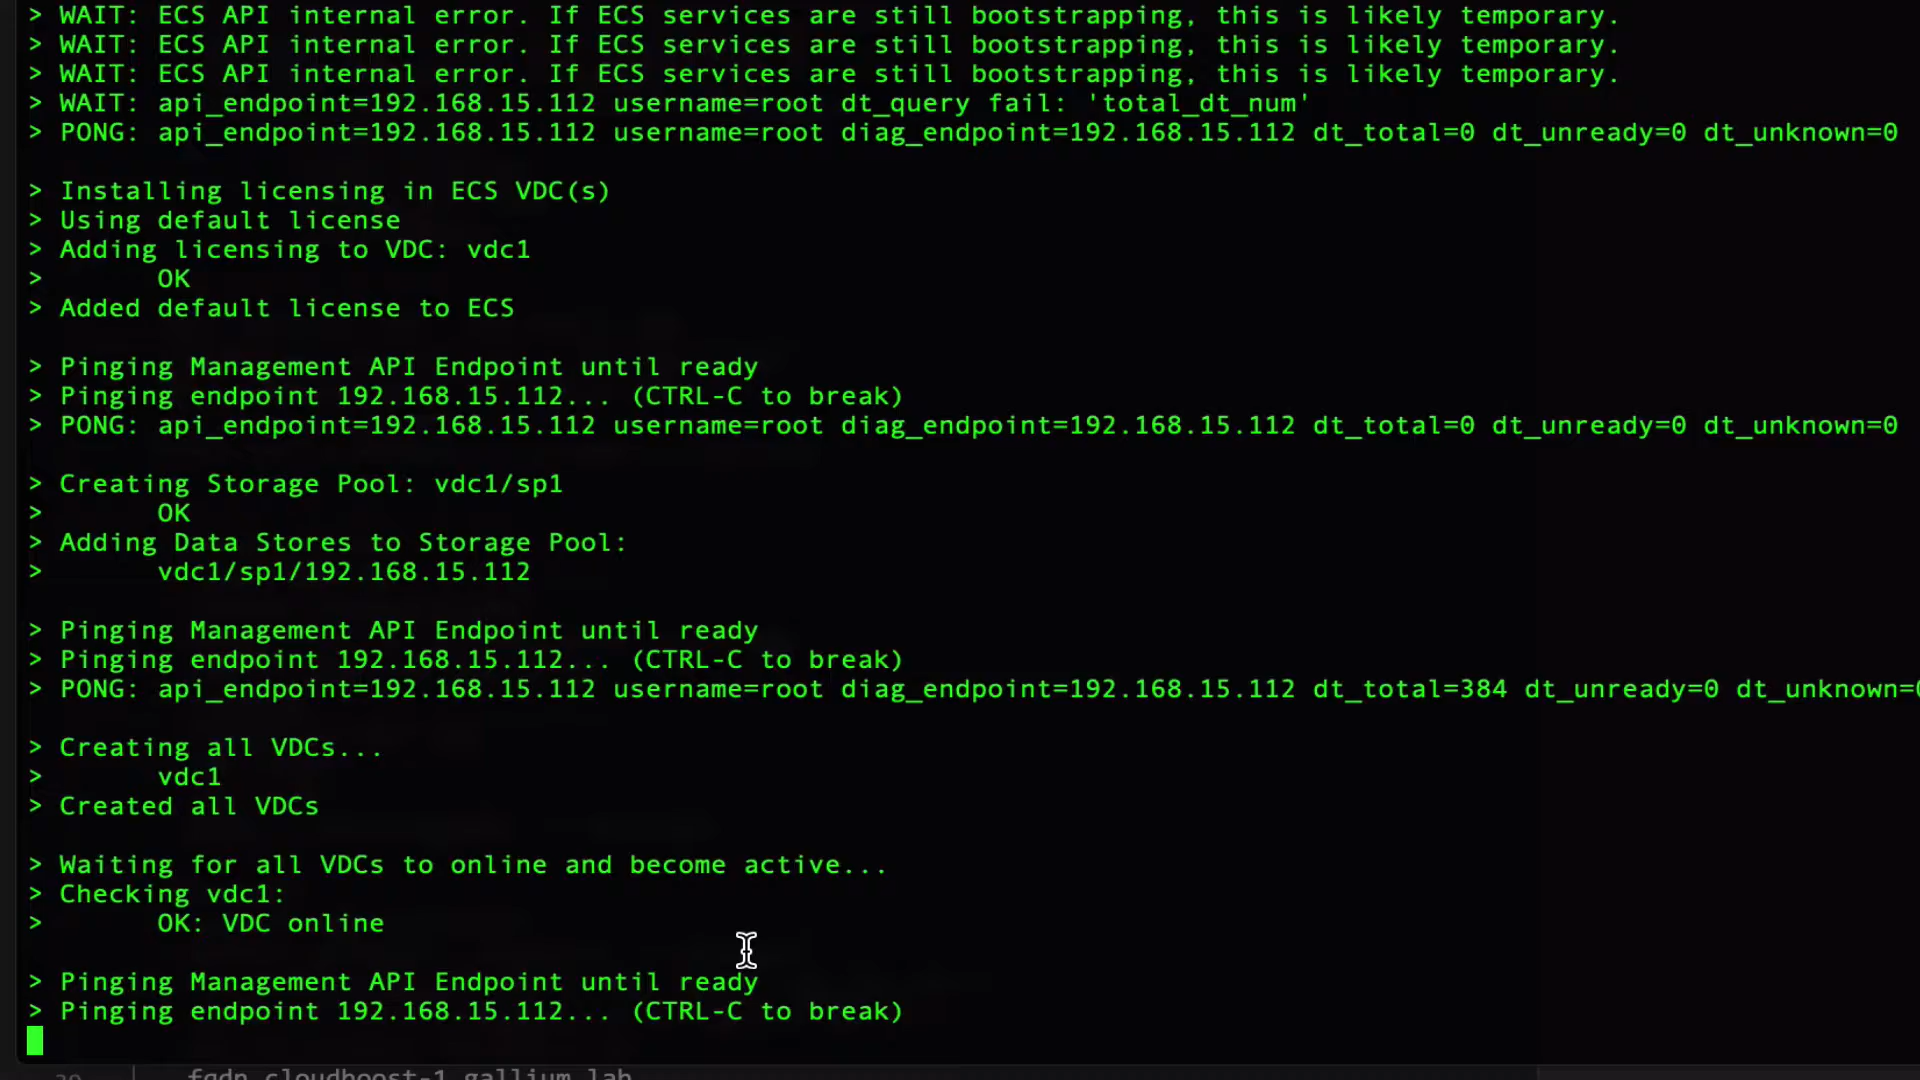 > WAIT: ECS API internal error. If ECS services are still bootstrapping, this is likely temporary.
> WAIT: ECS API internal error. If ECS services are still bootstrapping, this is likely temporary.
> WAIT: ECS API internal error. If ECS services are still bootstrapping, this is likely temporary.
> WAIT: api_endpoint=192.168.15.112 username=root dt_query fail: 'total_dt_num'
> PONG: api_endpoint=192.168.15.112 username=root diag_endpoint=192.168.15.112 dt_total=0 dt_unready=0 dt_unknown=0
> Installing licensing in ECS VDC(s)
> Using default license
> Adding licensing to VDC: vdc1
>       OK
> Added default license to ECS
> Pinging Management API Endpoint until ready
> Pinging endpoint 192.168.15.112... (CTRL-C to break)
> PONG: api_endpoint=192.168.15.112 username=root diag_endpoint=192.168.15.112 dt_total=0 dt_unready=0 dt_unknown=0
> Creating Storage Pool: vdc1/sp1
>       OK
> Adding Data Stores to Storage Pool:
>       vdc1/sp1/192.168.15.112
> Pinging Management API Endpoint until ready
> Pinging endpoint 192.168.15.112... (CTRL-C to break)
> PONG: api_endpoint=192.168.15.112 username=root diag_endpoint=192.168.15.112 dt_total=384 dt_unready=0 dt_unknown=0
> Creating all VDCs...
>       vdc1
> Created all VDCs
> Waiting for all VDCs to online and become active...
> Checking vdc1:
>       OK: VDC online
> Pinging Management API Endpoint until ready
> Pinging endpoint 192.168.15.112... (CTRL-C to break)
fqdn cloudboost-1.gallium.lab